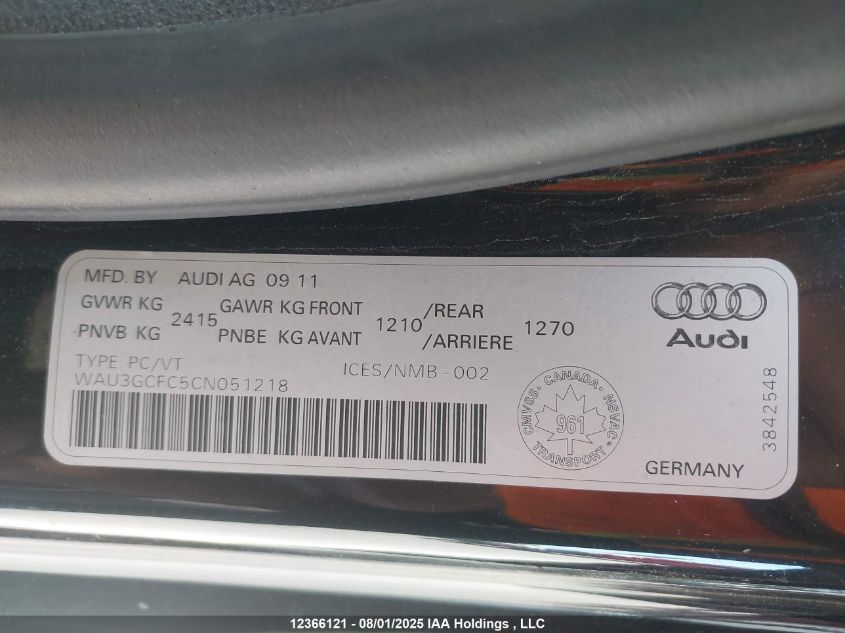 MFD. BY AUDI AG 09 11
GVWR KG 2415 GAWR KG FRONT 1210 /REAR 1270
PNVB KG PNBE KG AVANT /ARRIERE
TYPE: PC/VT ICES/NMB - 002
WAU3GCFC5CN051218
CMVSS. CANADA NSVAC TRANSPORT
961
Audi
3842548
GERMANY
12366121 - 08/01/2025 IAA Holdings , LLC